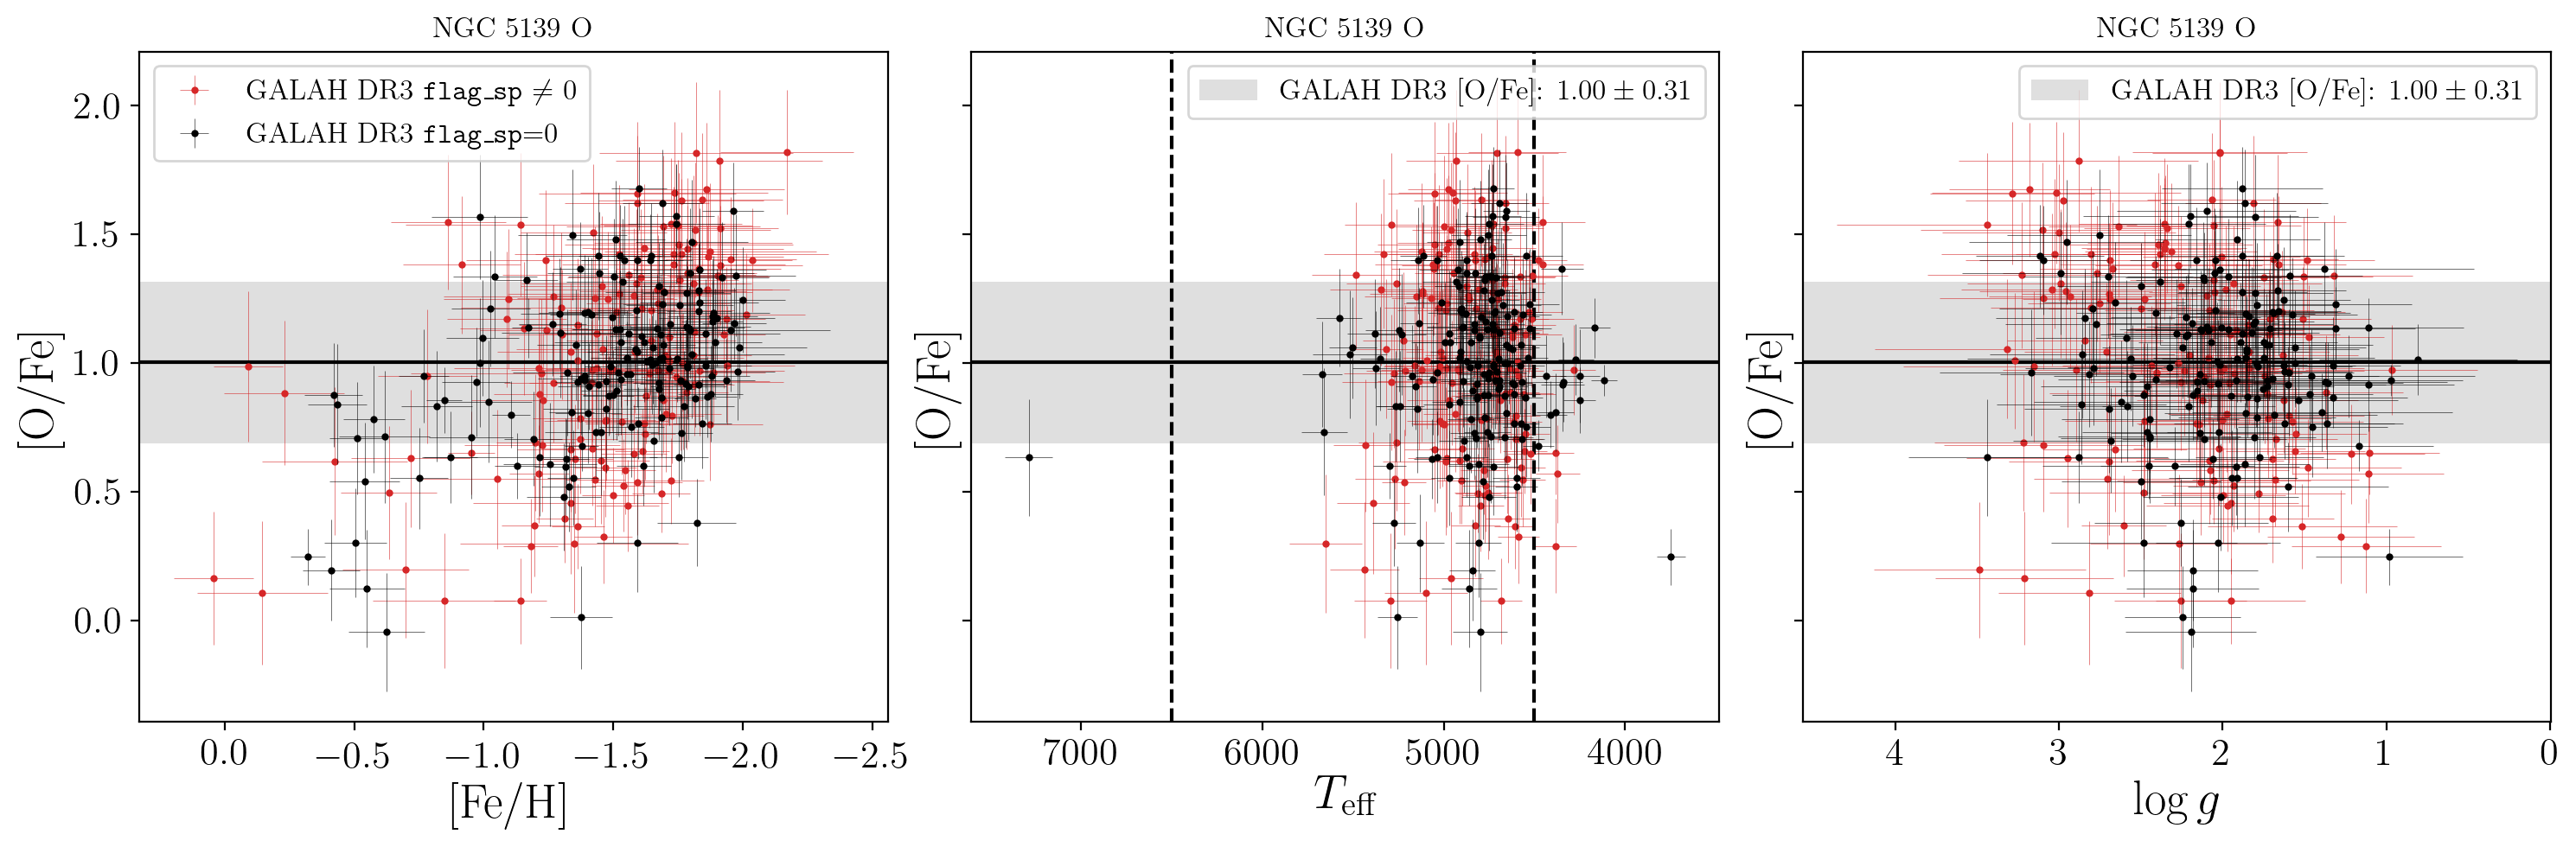 NGC 5139 O
GALAH DR3 flag_sp ≠ 0
GALAH DR3 flag_sp=0
[O/Fe]
2.0
1.5
1.0
0.5
0.0
0.0 −0.5 −1.0 −1.5 −2.0 −2.5
[Fe/H]
NGC 5139 O
GALAH DR3 [O/Fe]: 1.00 ± 0.31
[O/Fe]
7000 6000 5000 4000
T_eff
NGC 5139 O
GALAH DR3 [O/Fe]: 1.00 ± 0.31
[O/Fe]
4 3 2 1 0
log g